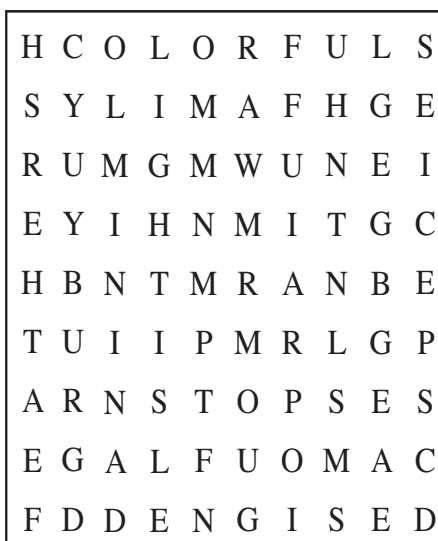 H C O L O R F U L S
S Y L I M A F H G E
R U M G M W U N E I
E Y I H N M I T G C
H B N T M R A N B E
T U I I P M R L G P
A R N S T O P S E S
E G A L F U O M A C
F D D E N G I S E D